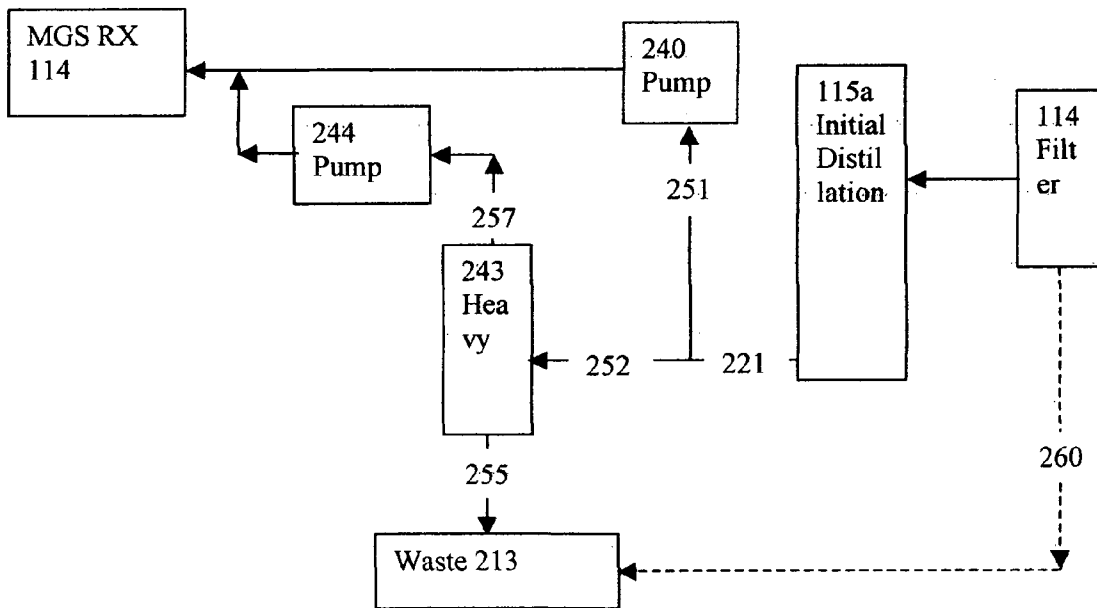 MGS RX
114
240
Pump
115a
Initial
Distil
lation
114
Filt
er
244
Pump
251
257
243
Hea
vy
252
221
255
260
Waste 213